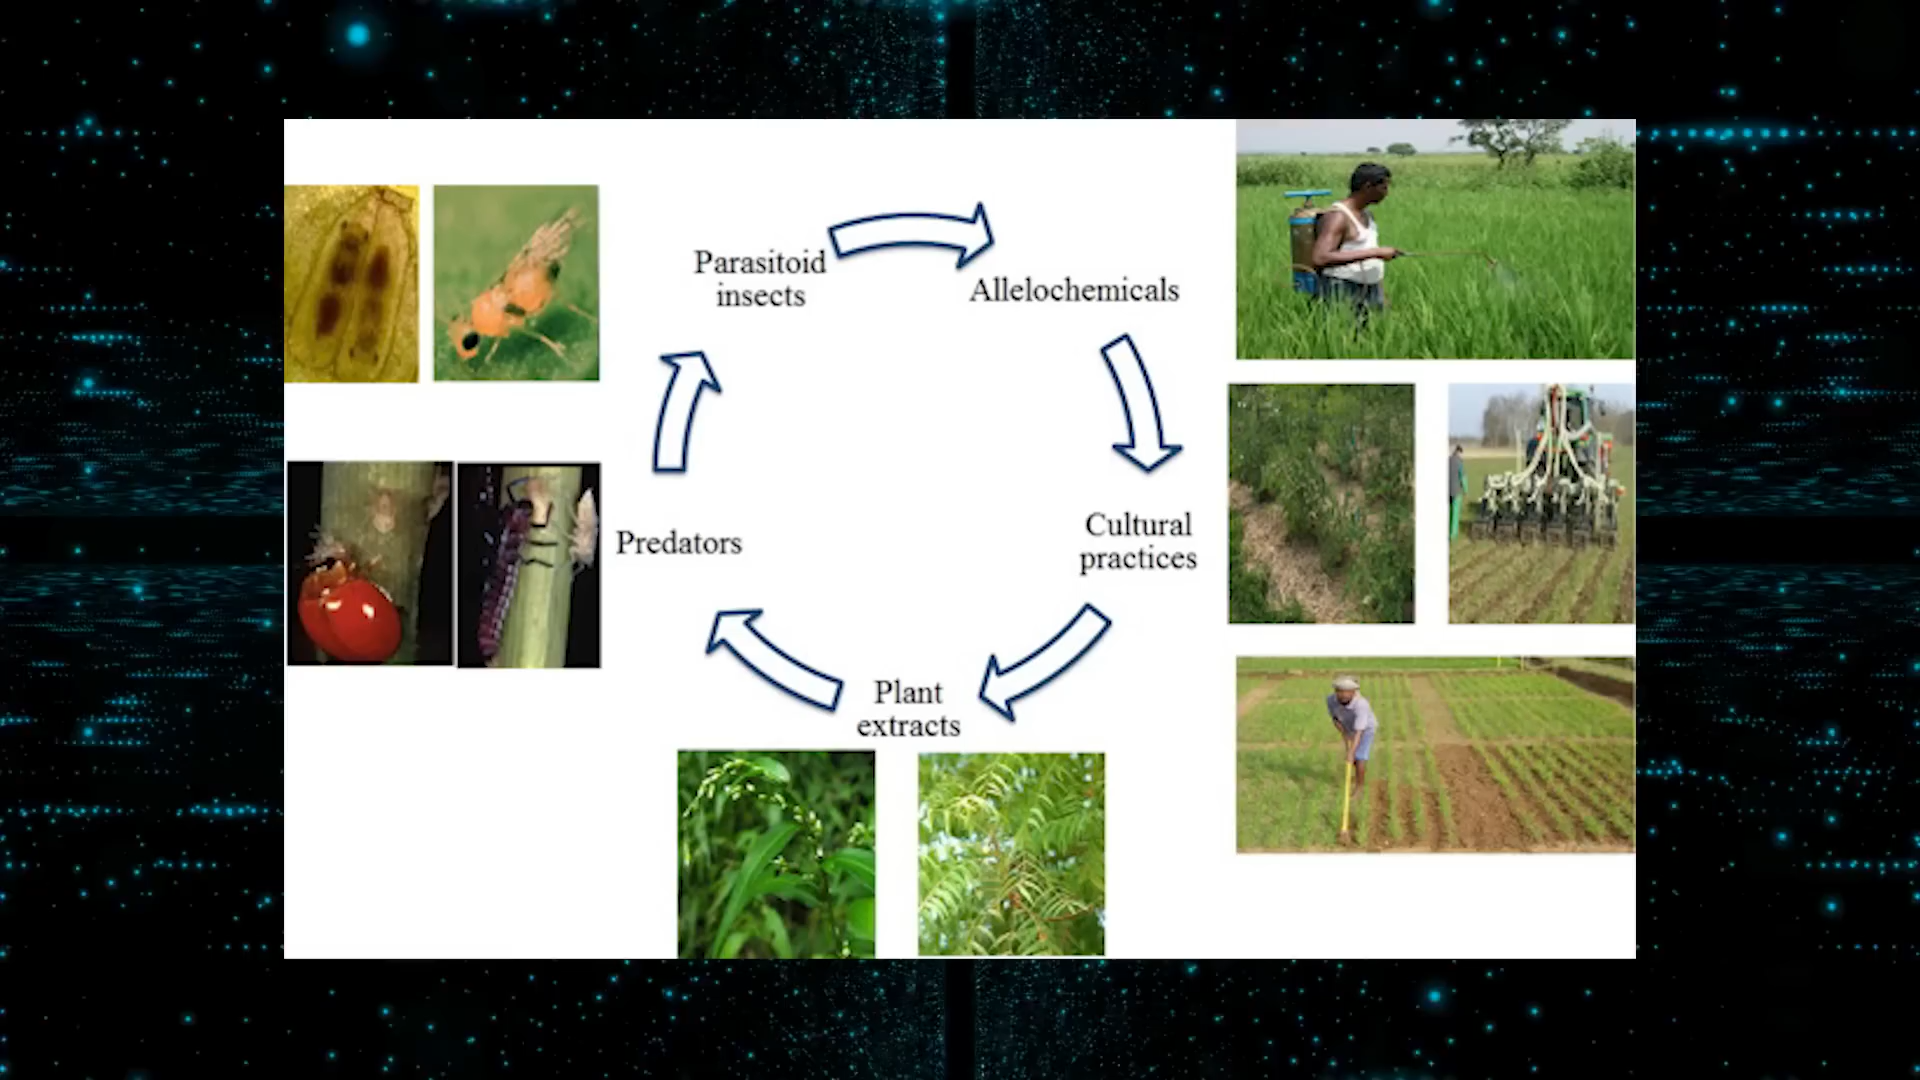 Parasitoid
insects
Allelochemicals
Cultural
practices
Plant
extracts
Predators